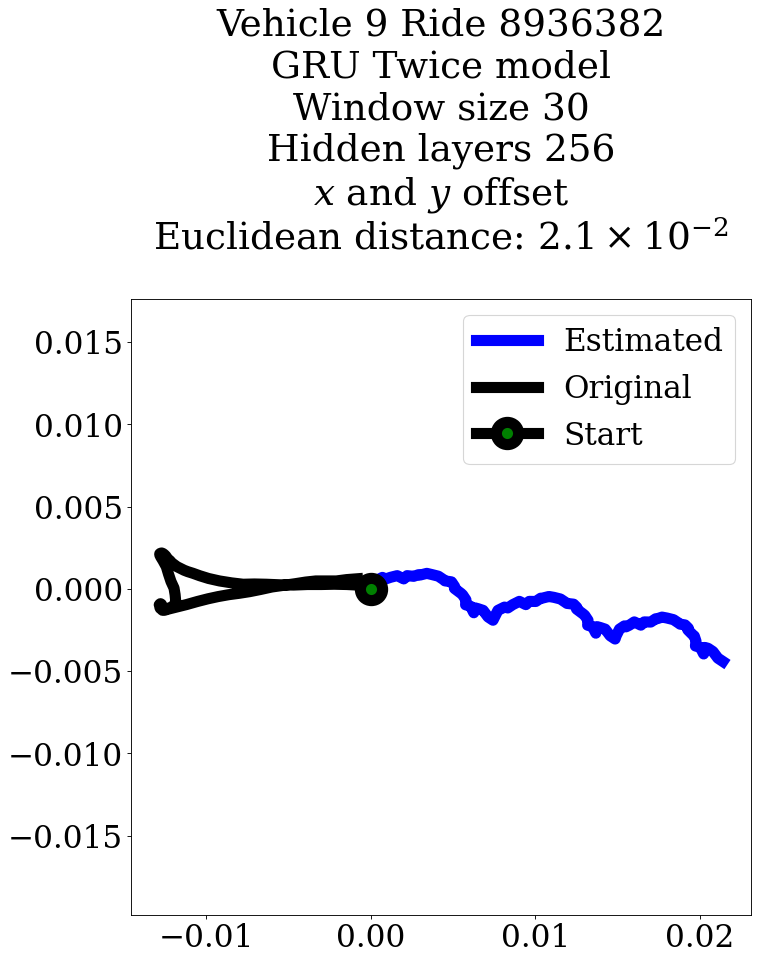 Vehicle 9 Ride 8936382
GRU Twice model
Window size 30
Hidden layers 256
x and y offset
Euclidean distance: 2.1 × 10⁻²
Estimated
Original
Start
0.015
0.010
0.005
0.000
−0.005
−0.010
−0.015
−0.01 0.00 0.01 0.02